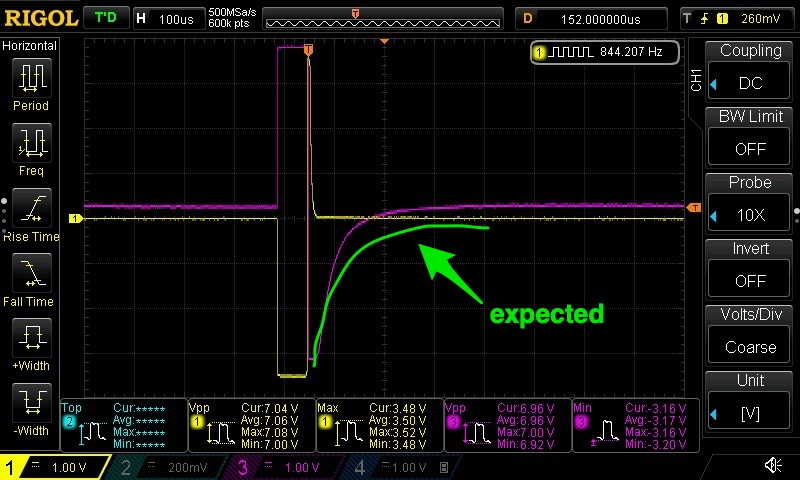 RIGOL T'D H 100us 500MSa/s 600k pts D 152.000000us T 1 260mV
Horizontal
Period
Freq
Rise Time
Fall Time
+Width
-Width
T
1 844.207 Hz
1
T
expected
CH1
Coupling
DC
BW Limit
OFF
Probe
10X
Invert
OFF
Volts/Div
Coarse
Unit
[V]
Top
2
Cur:*****
Avg:*****
Max:*****
Min:*****
Vpp
1
Cur:7.04 V
Avg:7.06 V
Max:7.08 V
Min:7.00 V
Max
1
Cur:3.48 V
Avg:3.50 V
Max:3.52 V
Min:3.48 V
Vpp
3
Cur:6.96 V
Avg:6.96 V
Max:7.00 V
Min:6.92 V
Min
3
Cur:-3.16 V
Avg:-3.17 V
Max:-3.16 V
Min:-3.20 V
1 1.00 V 2 200mV 3 1.00 V 4 1.00 V